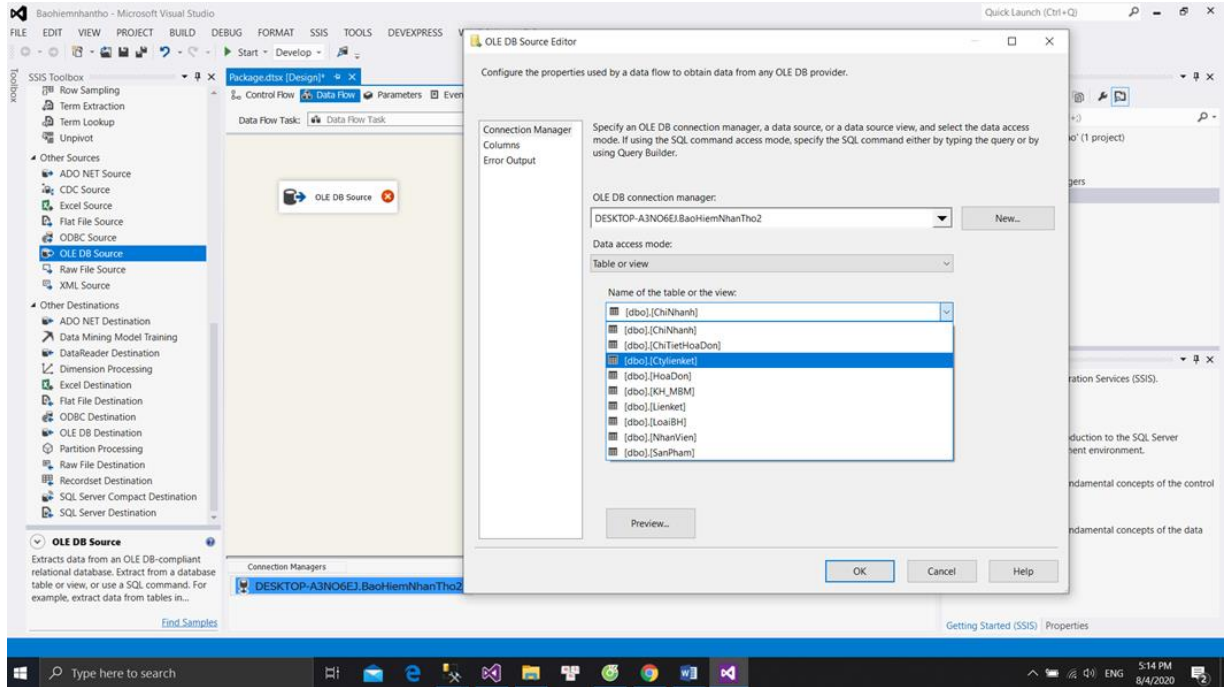 Baohiemnhantho - Microsoft Visual Studio
Quick Launch (Ctrl+Q)
FILE EDIT VIEW PROJECT BUILD DEBUG FORMAT SSIS TOOLS DEVEXPRESS
Start Develop
Toolbox
SSIS Toolbox
Row Sampling
Term Extraction
Term Lookup
Unpivot
Other Sources
ADO NET Source
CDC Source
Excel Source
Flat File Source
ODBC Source
OLE DB Source
Raw File Source
XML Source
Other Destinations
ADO NET Destination
Data Mining Model Training
DataReader Destination
Dimension Processing
Excel Destination
Flat File Destination
ODBC Destination
OLE DB Destination
Partition Processing
Raw File Destination
Recordset Destination
SQL Server Compact Destination
SQL Server Destination
OLE DB Source
Extracts data from an OLE DB-compliant
relational database. Extract from a database
table or view, or use a SQL command. For
example, extract data from tables in...
Find Samples
Package.dtsx [Design]*
Control Flow Data Flow Parameters Even
Data Flow Task: Data Flow Task
OLE DB Source
Connection Managers
DESKTOP-A3NO6EJ.BaoHiemNhanTho2
OLE DB Source Editor
Configure the properties used by a data flow to obtain data from any OLE DB provider.
Connection Manager
Columns
Error Output
Specify an OLE DB connection manager, a data source, or a data source view, and select the data access
mode. If using the SQL command access mode, specify the SQL command either by typing the query or by
using Query Builder.
OLE DB connection manager:
DESKTOP-A3NO6EJ.BaoHiemNhanTho2
New...
Data access mode:
Table or view
Name of the table or the view:
[dbo].[ChiNhanh]
[dbo].[ChiNhanh]
[dbo].[ChiTietHoaDon]
[dbo].[Ctylienket]
[dbo].[HoaDon]
[dbo].[KH_MBM]
[dbo].[Lienket]
[dbo].[LoaiBH]
[dbo].[NhanVien]
[dbo].[SanPham]
Preview...
OK Cancel Help
+;)
o' (1 project)
gers
ration Services (SSIS).
duction to the SQL Server
ent environment.
ndamental concepts of the control
ndamental concepts of the data
Getting Started (SSIS) Properties
Type here to search
ENG
5:14 PM
8/4/2020
2